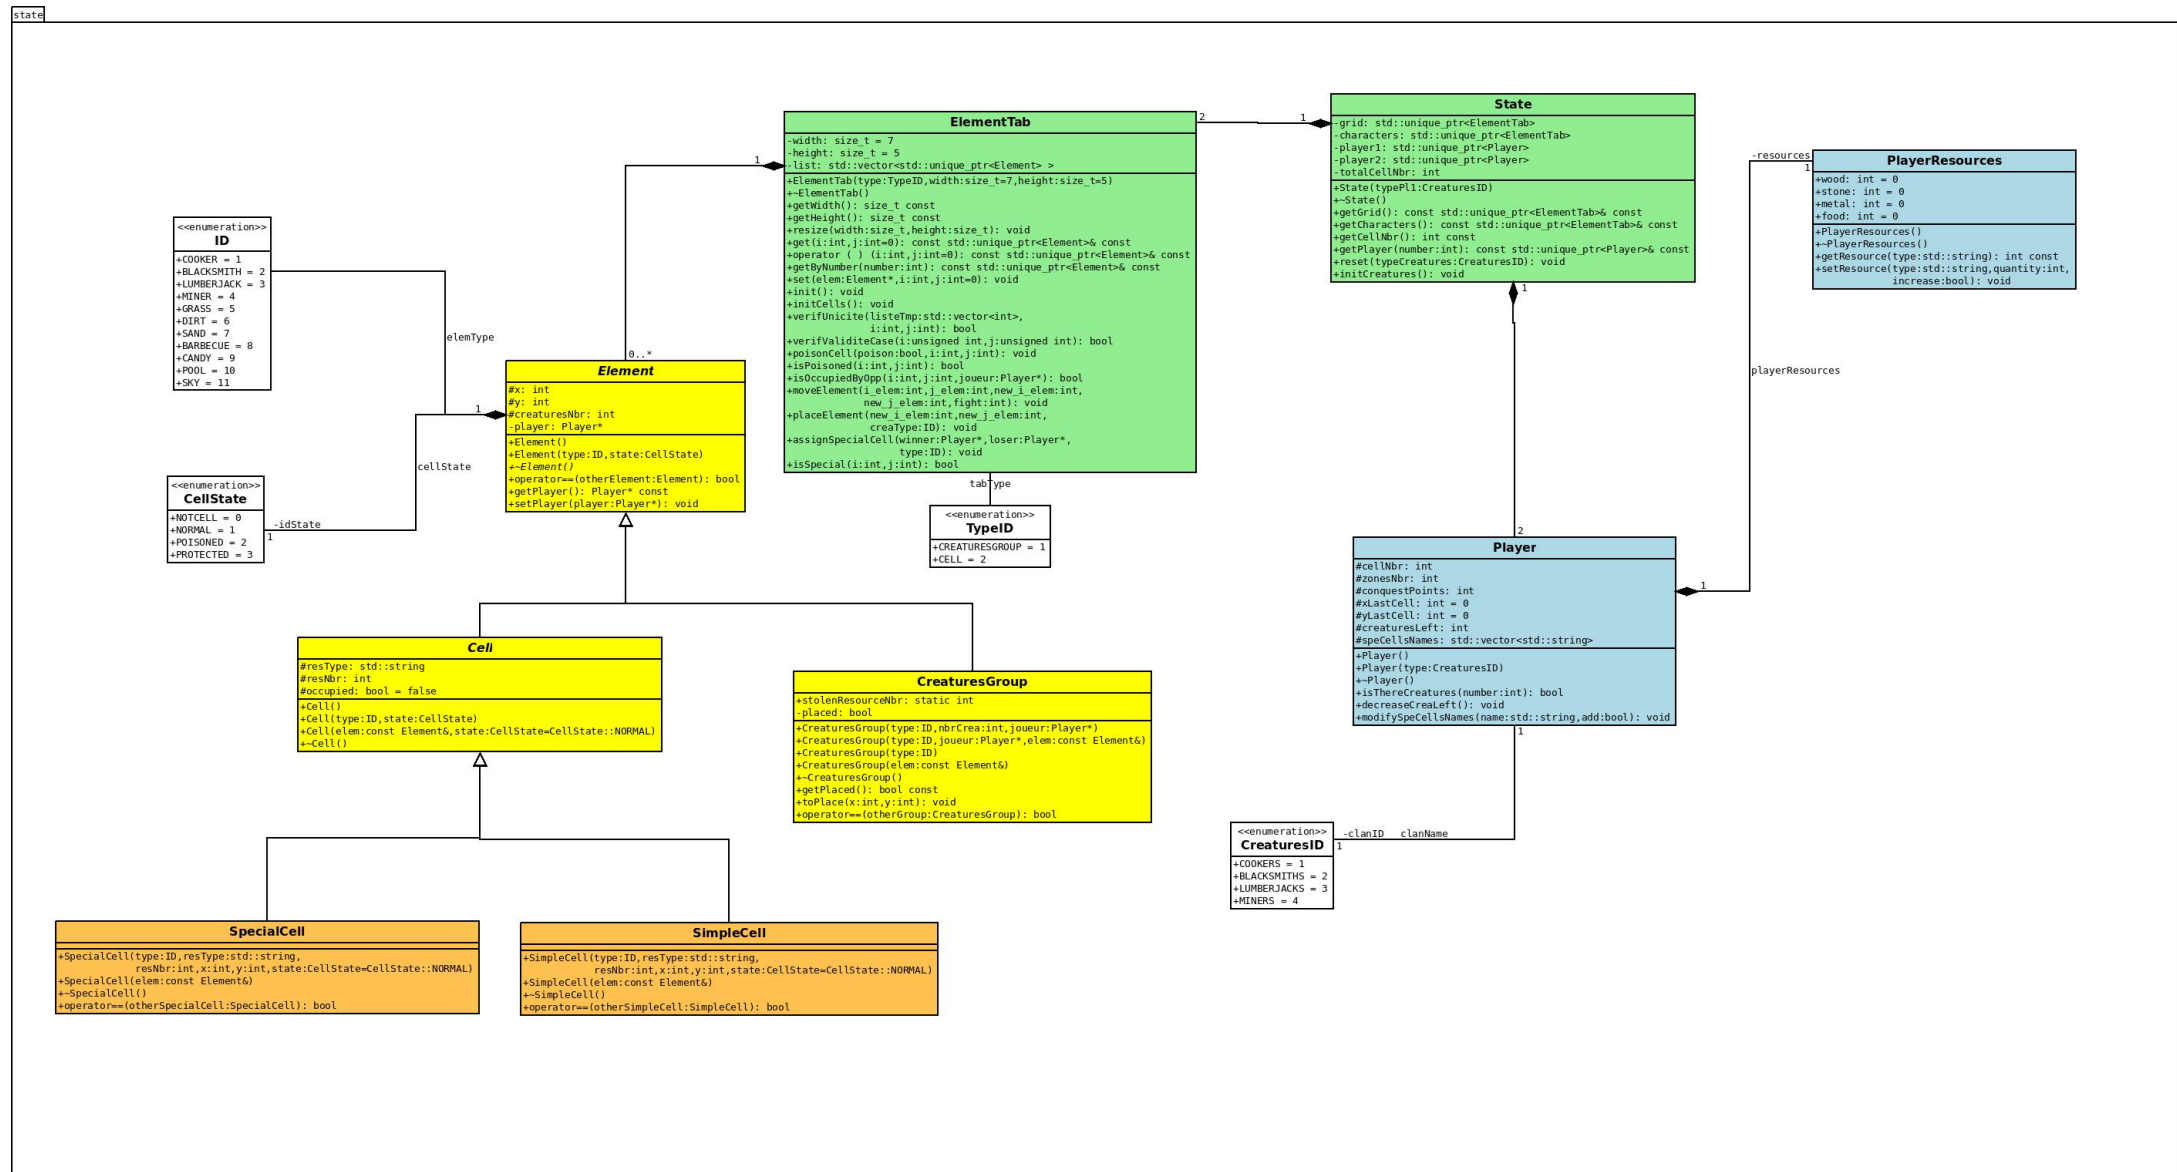 state
State
-grid: std::unique_ptr<ElementTab>
-characters: std::unique_ptr<ElementTab>
-player1: std::unique_ptr<Player>
-player2: std::unique_ptr<Player>
-totalCellNbr: int
+State(typePl1:CreaturesID)
+~State()
+getGrid(): const std::unique_ptr<ElementTab>& const
+getCharacters(): const std::unique_ptr<ElementTab>& const
+getCellNbr(): int const
+getPlayer(number:int): const std::unique_ptr<Player>& const
+reset(typeCreatures:CreaturesID): void
+initCreatures(): void
2
1
1
ElementTab
-width: size_t = 7
-height: size_t = 5
-list: std::vector<std::unique_ptr<Element> >
+ElementTab(type:TypeID,width:size_t=7,height:size_t=5)
+~ElementTab()
+getWidth(): size_t const
+getHeight(): size_t const
+resize(width:size_t,height:size_t): void
+get(i:int,j:int=0): const std::unique_ptr<Element>& const
+operator ( ) (i:int,j:int=0): const std::unique_ptr<Element>& const
+getByNumber(number:int): const std::unique_ptr<Element>& const
+set(elem:Element*,i:int,j:int=0): void
+init(): void
+initCells(): void
+verifUnicite(listeTmp:std::vector<int>,
i:int,j:int): bool
+verifValiditeCase(i:unsigned int,j:unsigned int): bool
+poisonCell(poison:bool,i:int,j:int): void
+isPoisoned(i:int,j:int): bool
+isOccupiedByOpp(i:int,j:int,joueur:Player*): bool
+moveElement(i_elem:int,j_elem:int,new_i_elem:int,
new_j_elem:int,fight:int): void
+placeElement(new_i_elem:int,new_j_elem:int,
creaType:ID): void
+assignSpecialCell(winner:Player*,loser:Player*,
type:ID): void
+isSpecial(i:int,j:int): bool
1
0..*
tabType
<<enumeration>>
TypeID
+CREATURESGROUP = 1
+CELL = 2
-resources
1
PlayerResources
+wood: int = 0
+stone: int = 0
+metal: int = 0
+food: int = 0
+PlayerResources()
+~PlayerResources()
+getResource(type:std::string): int const
+setResource(type:std::string,quantity:int,
increase:bool): void
playerResources
<<enumeration>>
ID
+COOKER = 1
+BLACKSMITH = 2
+LUMBERJACK = 3
+MINER = 4
+GRASS = 5
+DIRT = 6
+SAND = 7
+BARBECUE = 8
+CANDY = 9
+POOL = 10
+SKY = 11
elemType
Element
#x: int
#y: int
#creaturesNbr: int
-player: Player*
+Element()
+Element(type:ID,state:CellState)
+~Element()
+operator==(otherElement:Element): bool
+getPlayer(): Player* const
+setPlayer(player:Player*): void
1
cellState
<<enumeration>>
CellState
+NOTCELL = 0
+NORMAL = 1
+POISONED = 2
+PROTECTED = 3
-idState
1
2
Player
#cellNbr: int
#zonesNbr: int
#conquestPoints: int
#xLastCell: int = 0
#yLastCell: int = 0
#creaturesLeft: int
#speCellsNames: std::vector<std::string>
+Player()
+Player(type:CreaturesID)
+~Player()
+isThereCreatures(number:int): bool
+decreaseCreaLeft(): void
+modifySpeCellsNames(name:std::string,add:bool): void
1
1
Cell
#resType: std::string
#resNbr: int
#occupied: bool = false
+Cell()
+Cell(type:ID,state:CellState)
+Cell(elem:const Element&,state:CellState=CellState::NORMAL)
+~Cell()
CreaturesGroup
+stolenResourceNbr: static int
-placed: bool
+CreaturesGroup(type:ID,nbrCrea:int,joueur:Player*)
+CreaturesGroup(type:ID,joueur:Player*,elem:const Element&)
+CreaturesGroup(type:ID)
+CreaturesGroup(elem:const Element&)
+~CreaturesGroup()
+getPlaced(): bool const
+toPlace(x:int,y:int): void
+operator==(otherGroup:CreaturesGroup): bool
<<enumeration>>
CreaturesID
+COOKERS = 1
+BLACKSMITHS = 2
+LUMBERJACKS = 3
+MINERS = 4
-clanID clanName
1
SpecialCell
+SpecialCell(type:ID,resType:std::string,
resNbr:int,x:int,y:int,state:CellState=CellState::NORMAL)
+SpecialCell(elem:const Element&)
+~SpecialCell()
+operator==(otherSpecialCell:SpecialCell): bool
SimpleCell
+SimpleCell(type:ID,resType:std::string,
resNbr:int,x:int,y:int,state:CellState=CellState::NORMAL)
+SimpleCell(elem:const Element&)
+~SimpleCell()
+operator==(otherSimpleCell:SimpleCell): bool